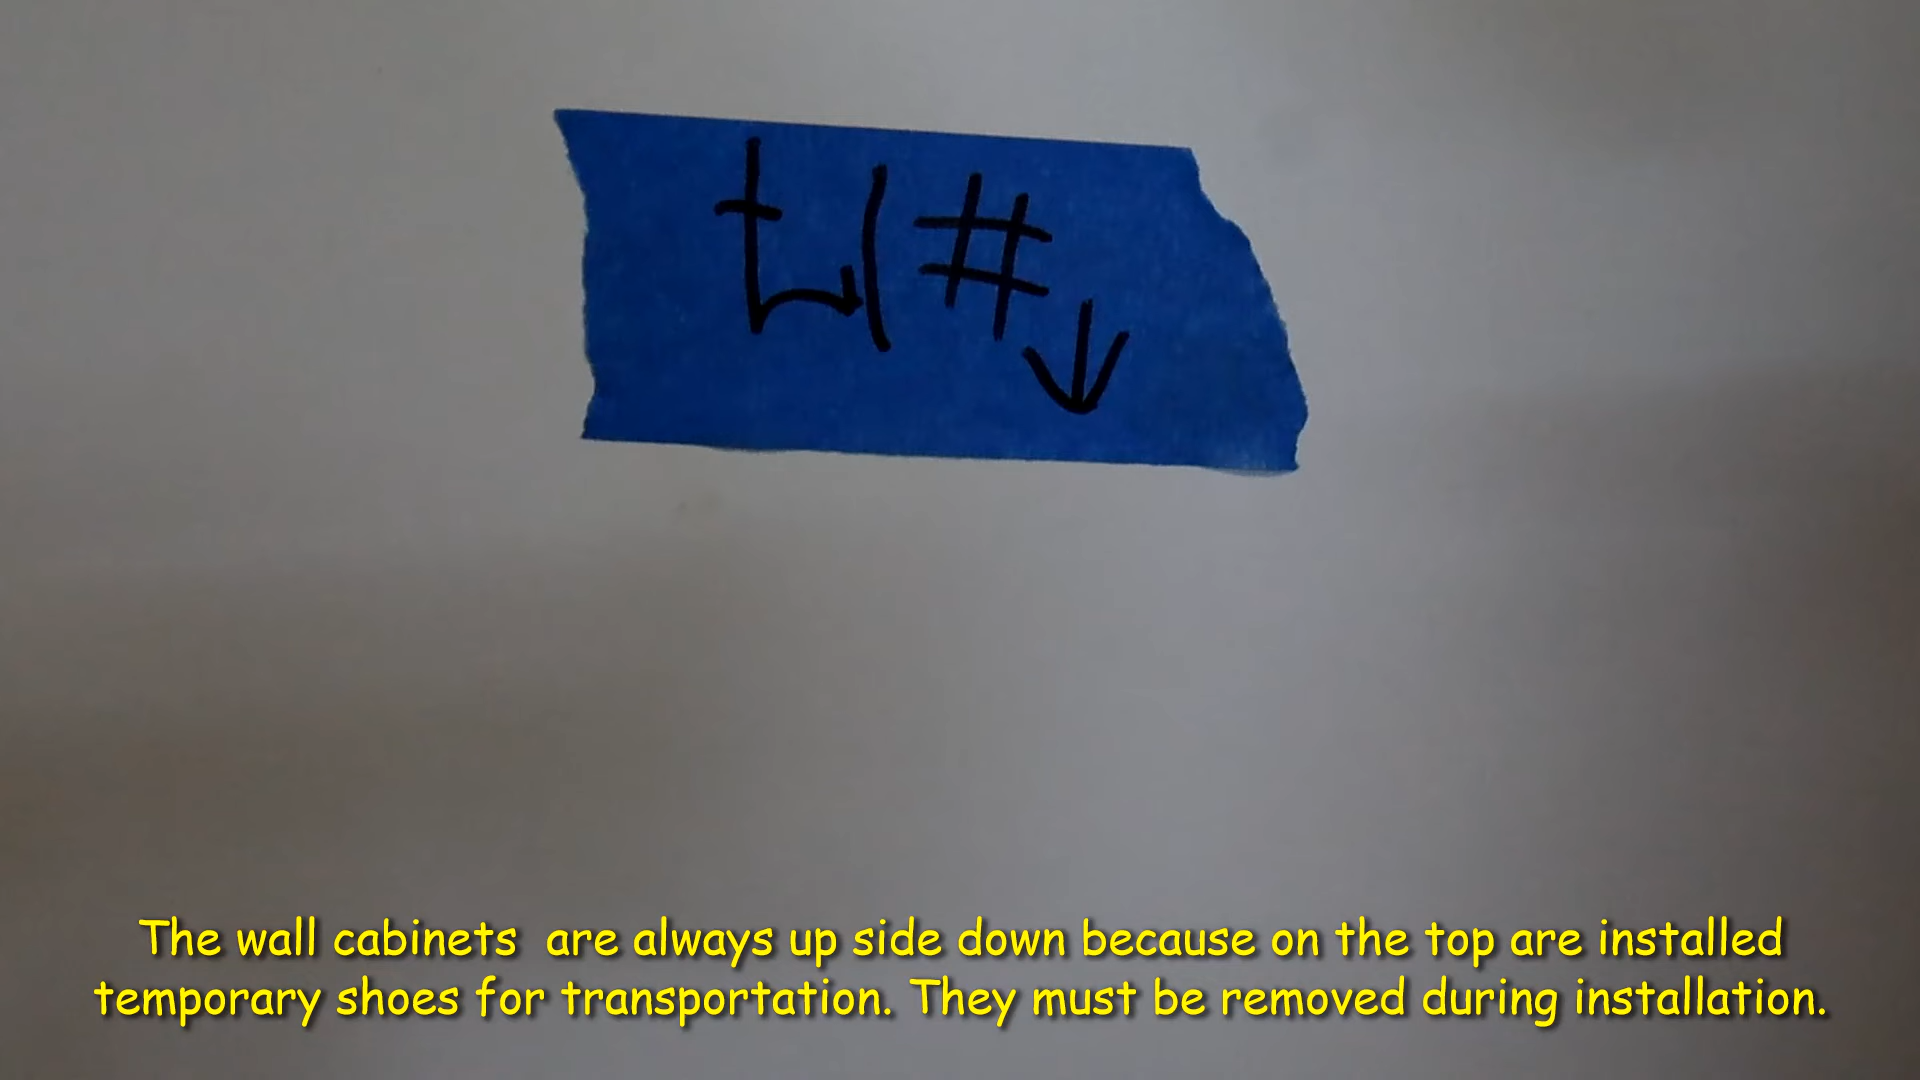 ↑#14
The wall cabinets are always up side down because on the top are installed
temporary shoes for transportation. They must be removed during installation.